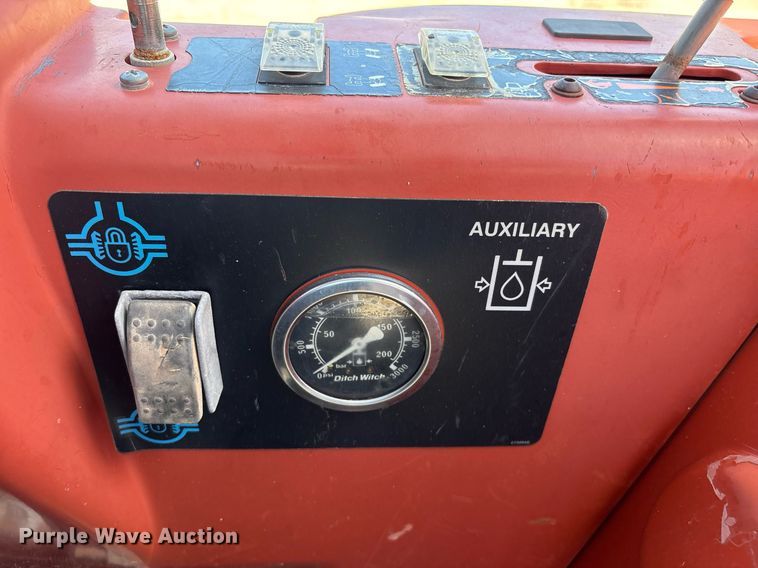 AUXILIARY
100
50
150
500
2500
bar
200
0 psi
3000
Ditch Witch
Purple Wave Auction